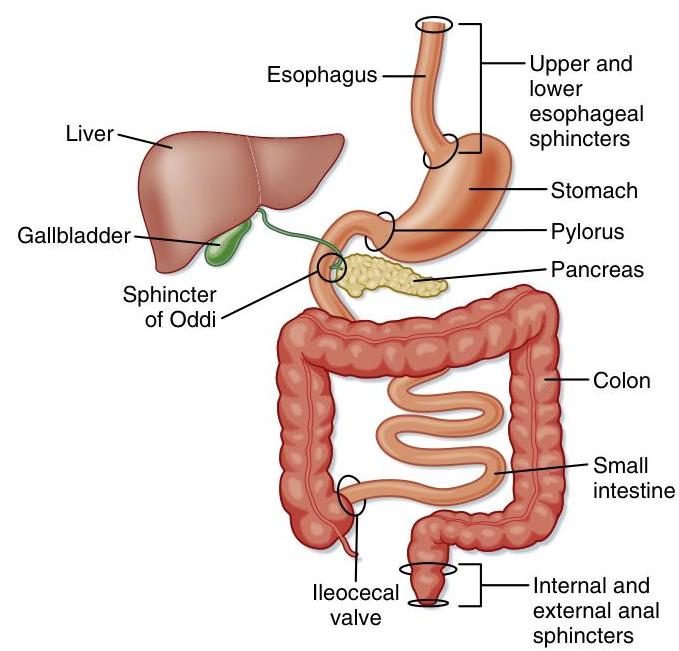 Esophagus
Upper and
lower
esophageal
sphincters
Liver
Stomach
Gallbladder
Pylorus
Pancreas
Sphincter
of Oddi
Colon
Small
intestine
Ileocecal
valve
Internal and
external anal
sphincters